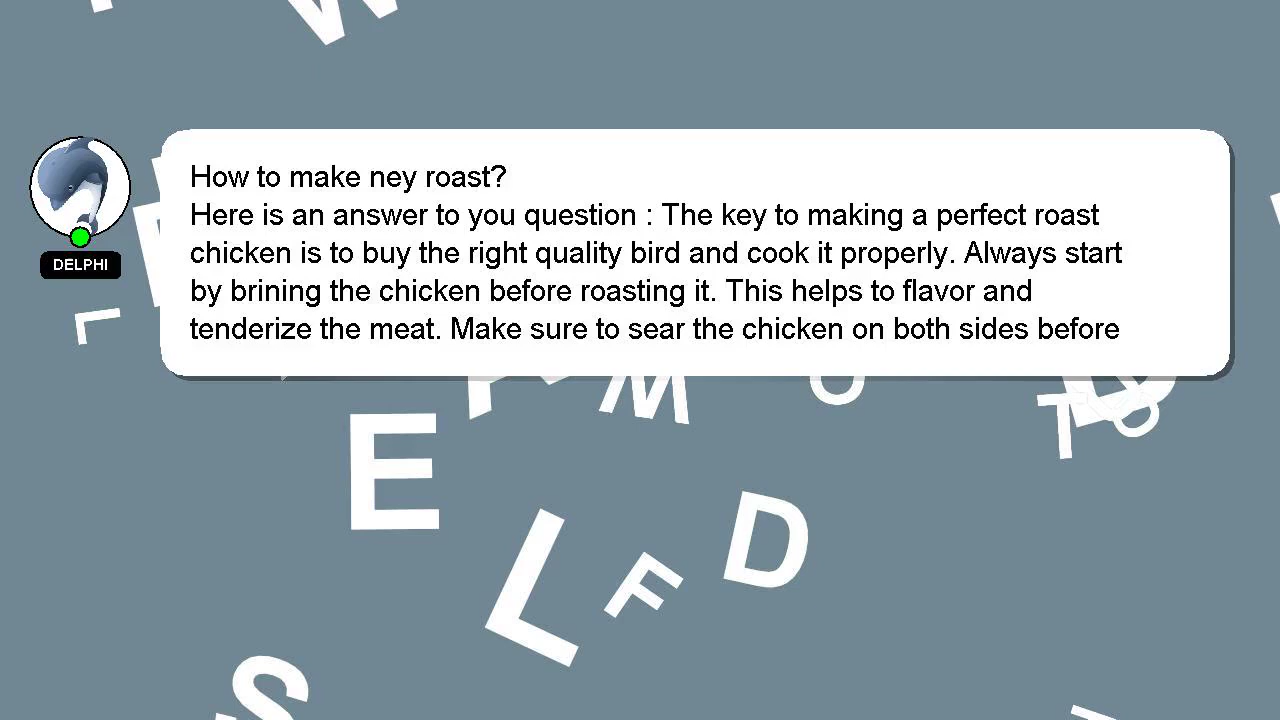 How to make ney roast?
Here is an answer to you question : The key to making a perfect roast
chicken is to buy the right quality bird and cook it properly. Always start
by brining the chicken before roasting it. This helps to flavor and
tenderize the meat. Make sure to sear the chicken on both sides before
DELPHI
W
L
M
T
E
D
L
F
S